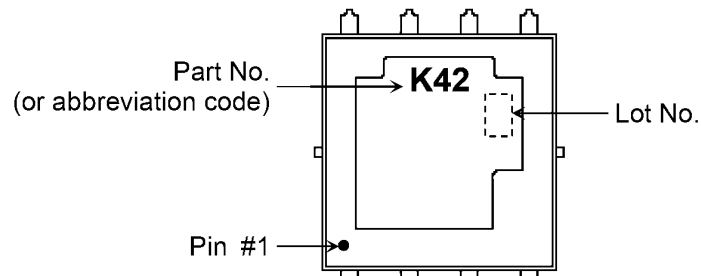 Part No.
(or abbreviation code)
K42
Lot No.
Pin #1